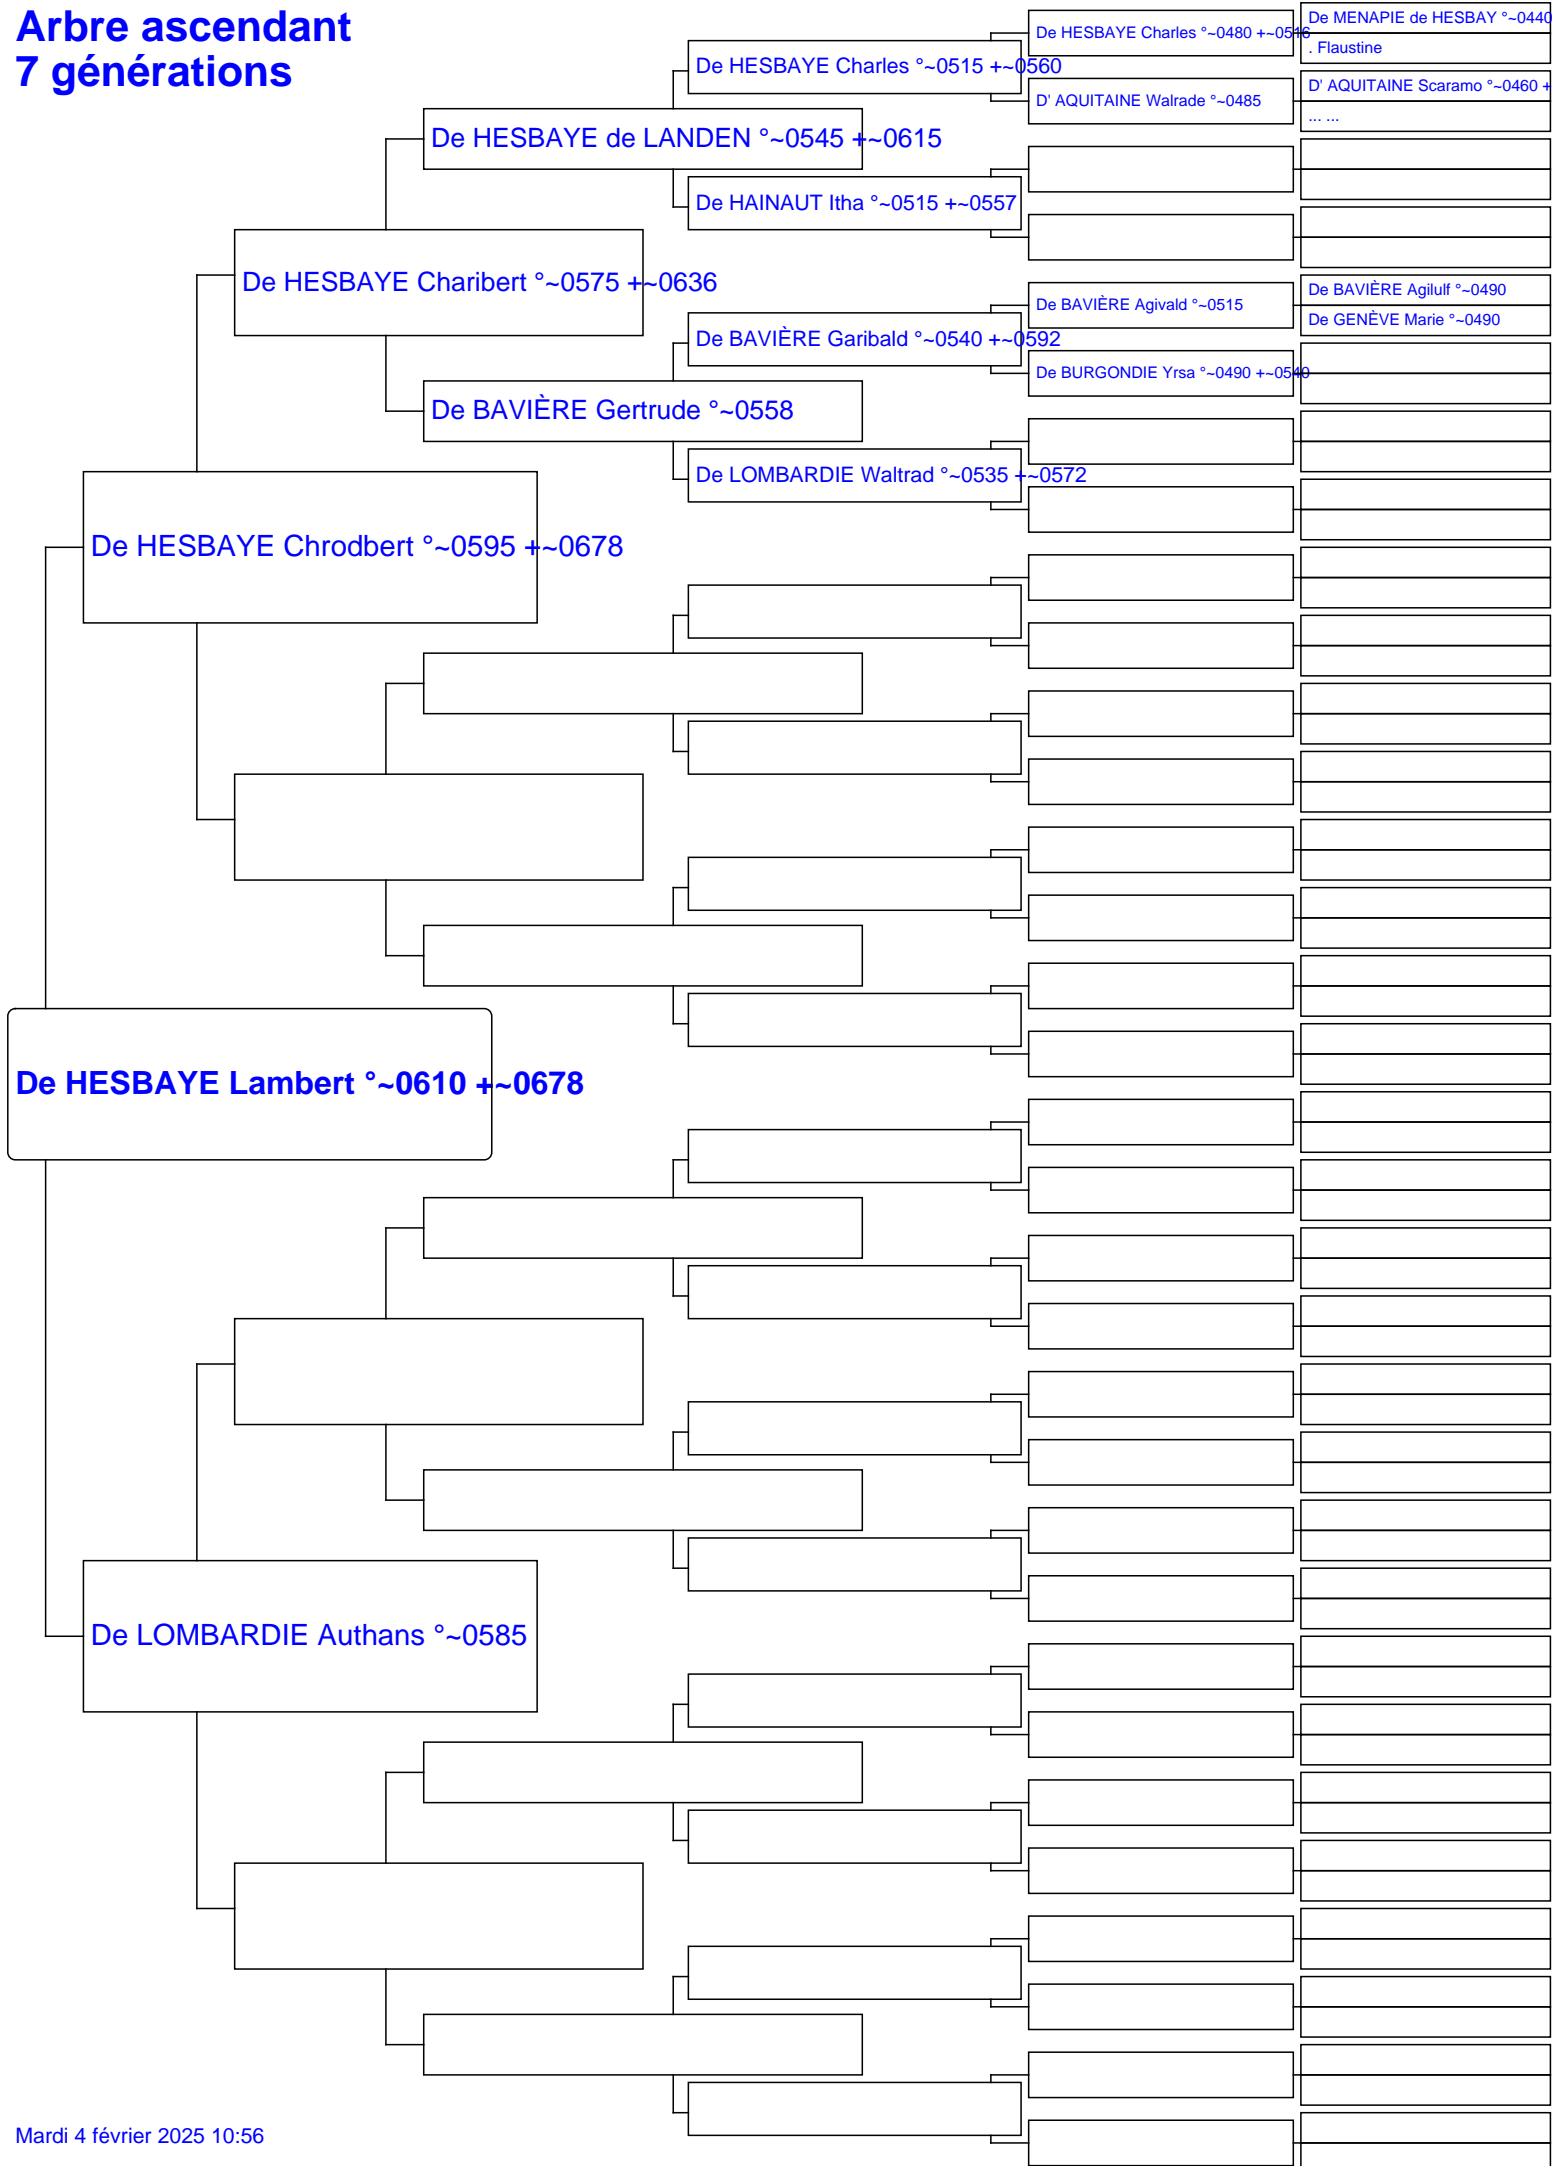 Arbre ascendant
7 générations
De HESBAYE Lambert °~0610 +~0678
De HESBAYE Chrodbert °~0595 +~0678
De LOMBARDIE Authans °~0585
De HESBAYE Charibert °~0575 +~0636
De HESBAYE de LANDEN °~0545 +~0615
De BAVIÈRE Gertrude °~0558
De HESBAYE Charles °~0515 +~0560
De HAINAUT Itha °~0515 +~0557
De BAVIÈRE Garibald °~0540 +~0592
De LOMBARDIE Waltrad °~0535 +~0572
De HESBAYE Charles °~0480 +~0516
D' AQUITAINE Walrade °~0485
De BAVIÈRE Agivald °~0515
De BURGONDIE Yrsa °~0490 +~0540
De MENAPIE de HESBAY °~0440
. Flaustine
D' AQUITAINE Scaramo °~0460 +
... ...
De BAVIÈRE Agilulf °~0490
De GENÈVE Marie °~0490
Mardi 4 février 2025 10:56